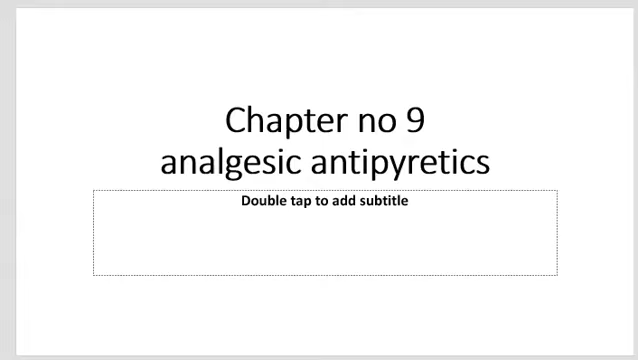 Chapter no 9
analgesic antipyretics
Double tap to add subtitle